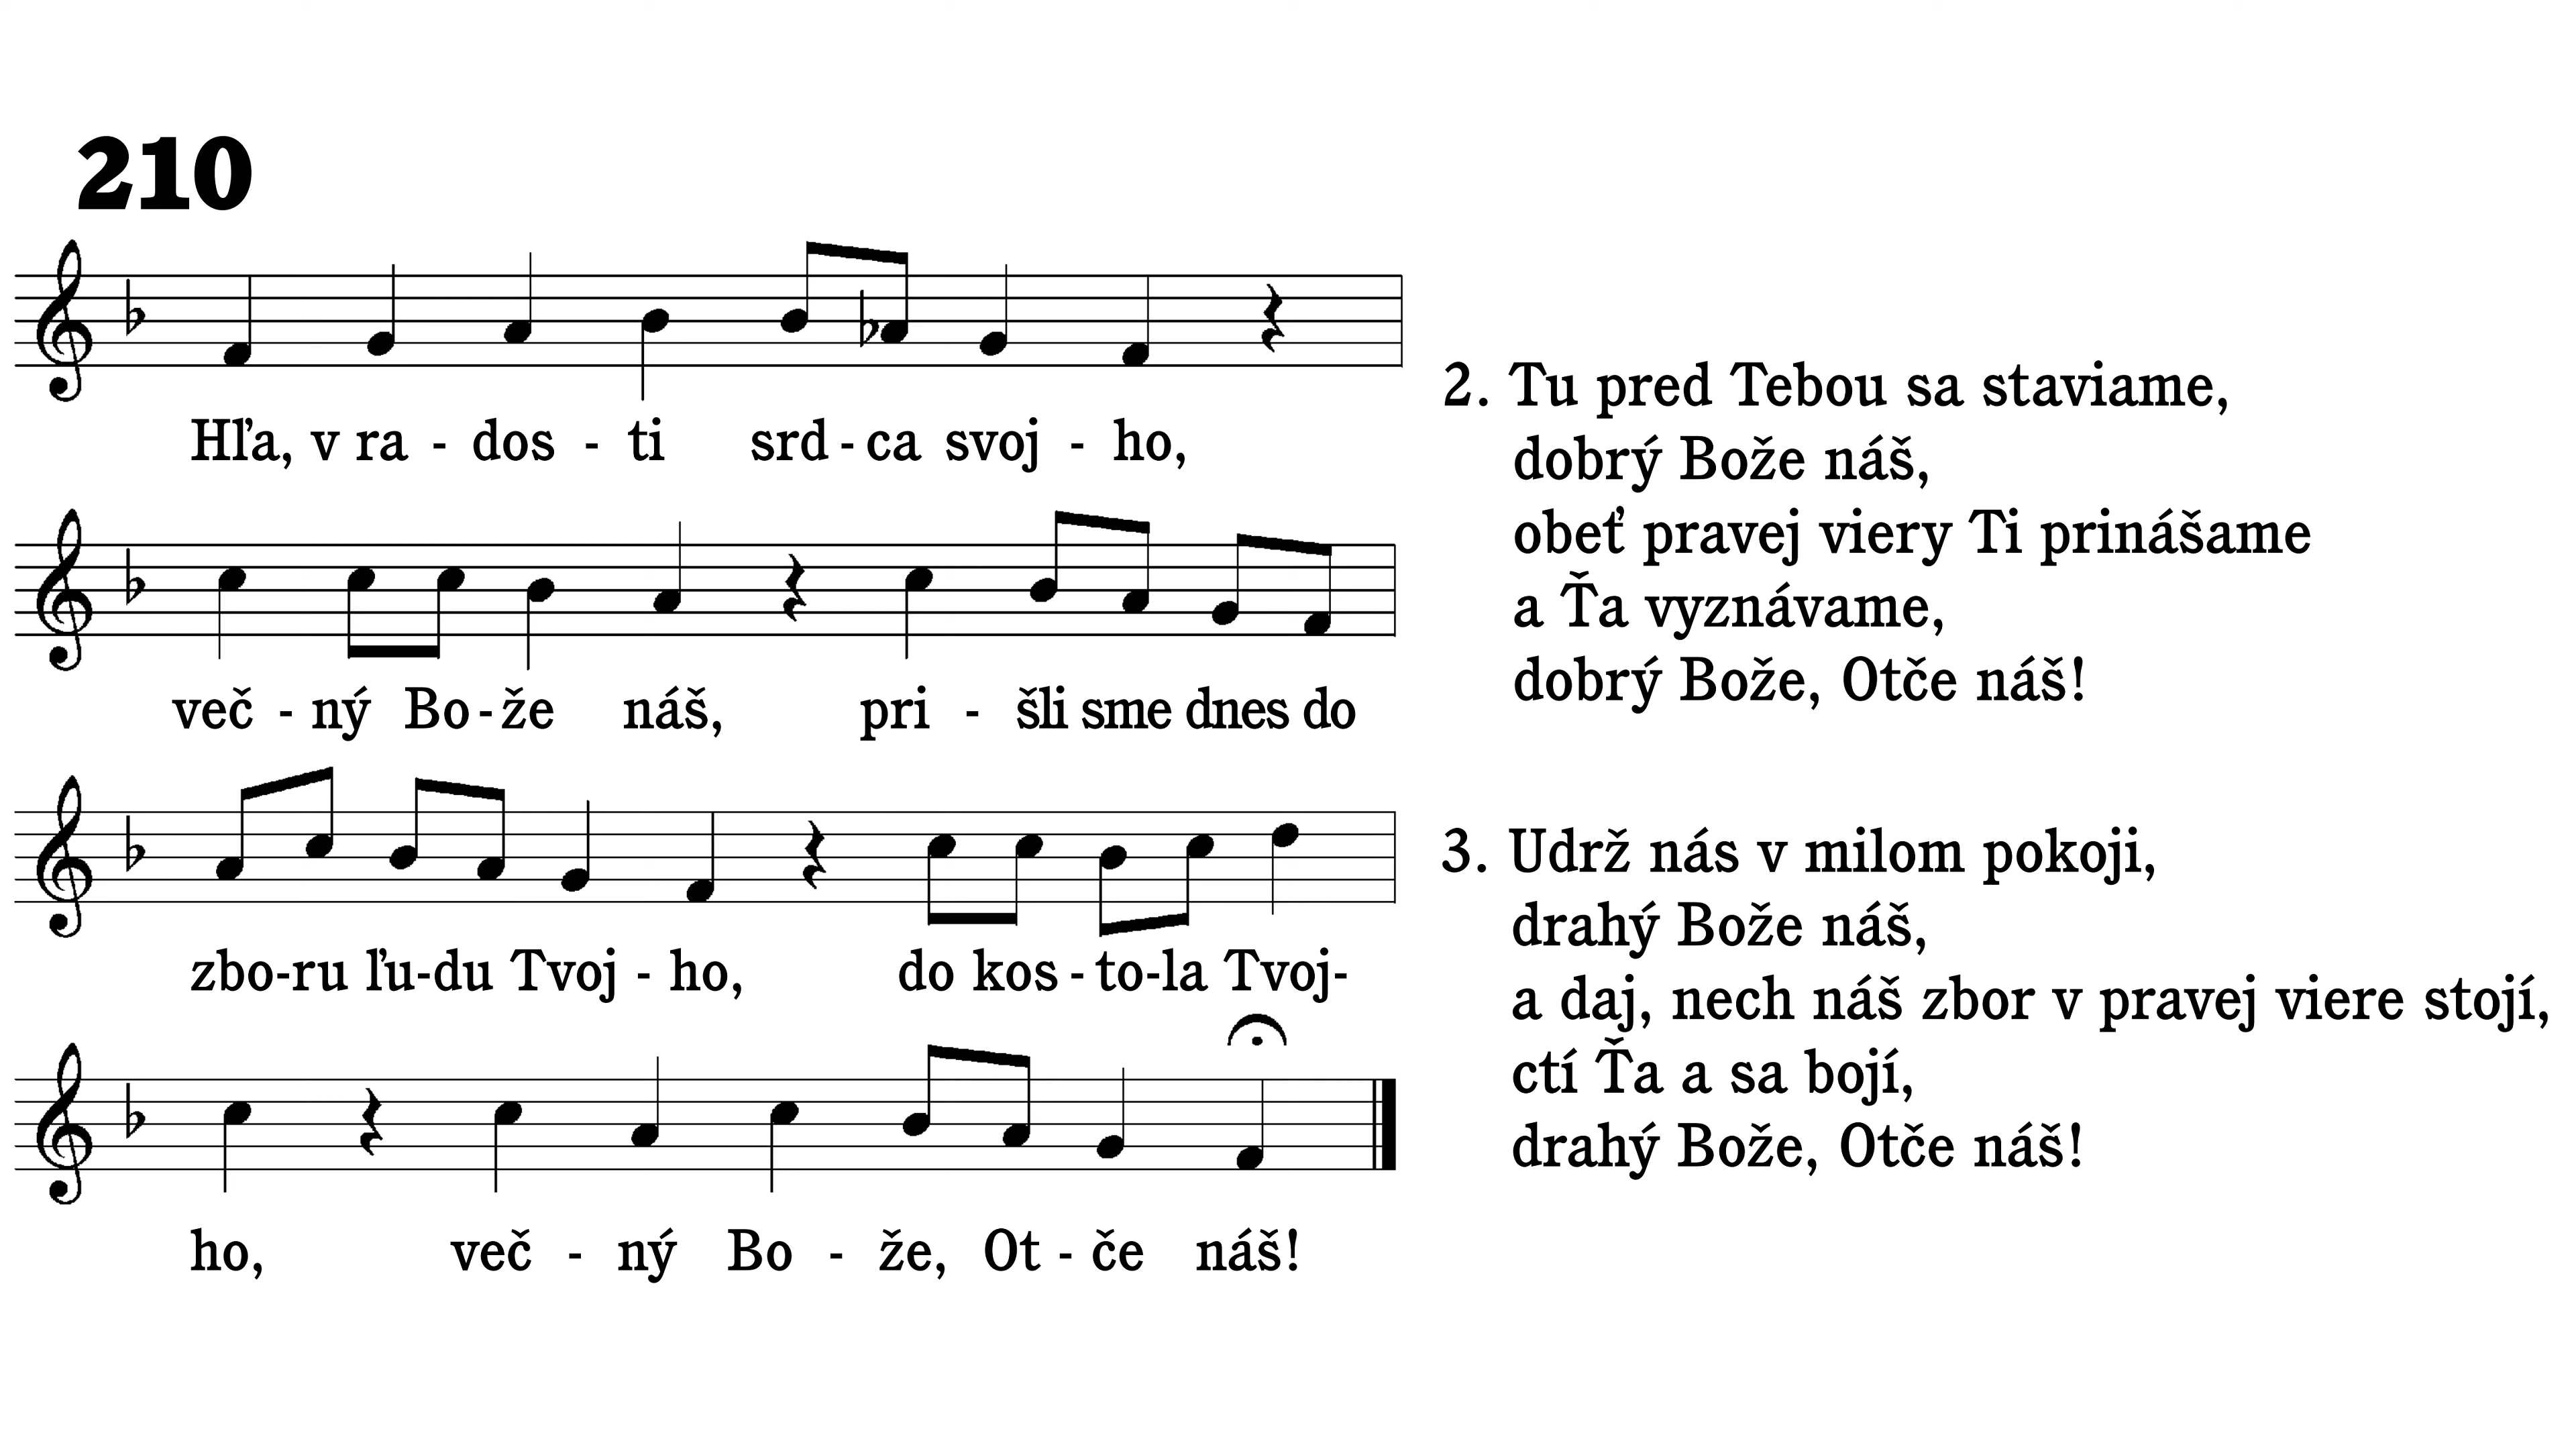 210
Hľa, v ra - dos - ti srd - ca svoj - ho,
več - ný Bo - že náš, pri - šli sme dnes do
zbo-ru ľu-du Tvoj - ho, do kos - to-la Tvoj-
ho, več - ný Bo - že, Ot - če náš!
2. Tu pred Tebou sa staviame,
dobrý Bože náš,
obeť pravej viery Ti prinášame
a Ťa vyznávame,
dobrý Bože, Otče náš!
3. Udrž nás v milom pokoji,
drahý Bože náš,
a daj, nech náš zbor v pravej viere stojí,
ctí Ťa a sa bojí,
drahý Bože, Otče náš!